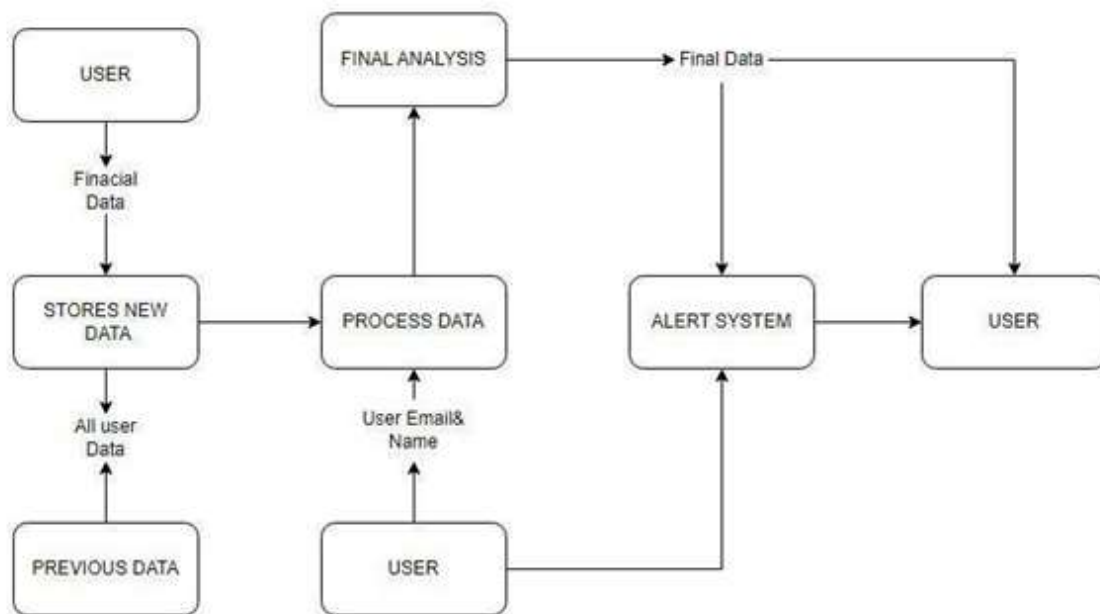 USER
FINAL ANALYSIS
Final Data
Finacial
Data
STORES NEW
DATA
PROCESS DATA
ALERT SYSTEM
USER
All user
Data
User Email&
Name
PREVIOUS DATA
USER